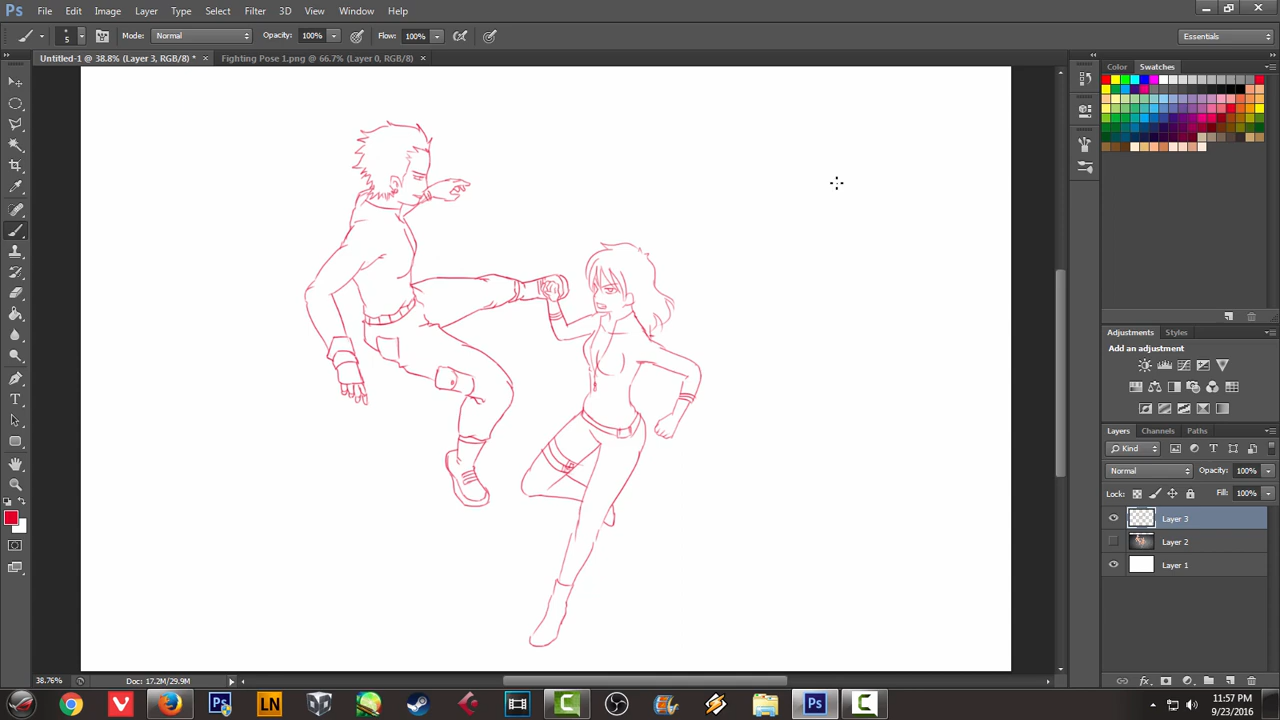 Ps File Edit Image Layer Type Select Filter 3D View Window Help
5 Mode: Normal Opacity: 100% Flow: 100% Essentials
Untitled-1 @ 38.8% (Layer 3, RGB/8) * × Fighting Pose 1.png @ 66.7% (Layer 0, RGB/8) ×
Color Swatches
Adjustments Styles
Add an adjustment
Layers Channels Paths
Kind
Normal Opacity: 100%
Lock: Fill: 100%
Layer 3
Layer 2
Layer 1
38.76% Doc: 17.2M/29.9M
LN Ps
11:57 PM
9/23/2016